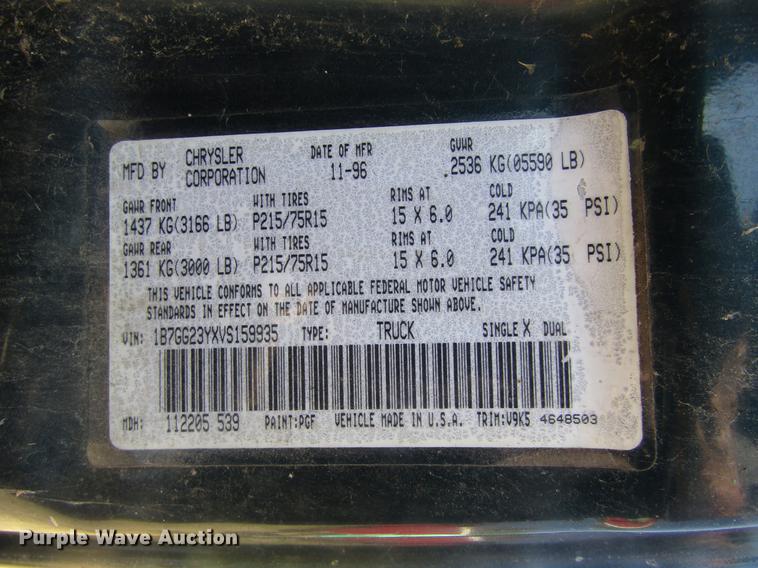 MFD BY CHRYSLER CORPORATION DATE OF MFR 11-96 GVWR .2536 KG(05590 LB)
GAWR FRONT WITH TIRES RIMS AT COLD
1437 KG(3166 LB) P215/75R15 15 X 6.0 241 KPA(35 PSI)
GAWR REAR WITH TIRES RIMS AT COLD
1361 KG(3000 LB) P215/75R15 15 X 6.0 241 KPA(35 PSI)
THIS VEHICLE CONFORMS TO ALL APPLICABLE FEDERAL MOTOR VEHICLE SAFETY
STANDARDS IN EFFECT ON THE DATE OF MANUFACTURE SHOWN ABOVE.
VIN: 1B7GG23YXVS159935 TYPE: TRUCK SINGLE X DUAL
MDH: 112205 539 PAINT:PGF VEHICLE MADE IN U.S.A. TRIM:V9K5 4648503
Purple Wave Auction